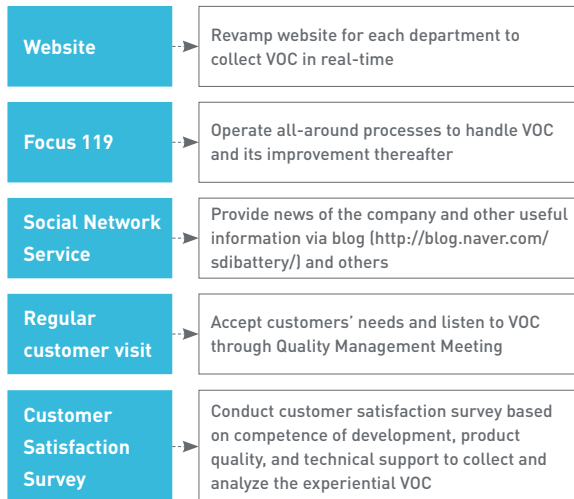 Website
Revamp website for each department to
collect VOC in real-time
Focus 119
Operate all-around processes to handle VOC
and its improvement thereafter
Social Network
Service
Provide news of the company and other useful
information via blog (http://blog.naver.com/
sdibattery/) and others
Regular
customer visit
Accept customers’ needs and listen to VOC
through Quality Management Meeting
Customer
Satisfaction
Survey
Conduct customer satisfaction survey based
on competence of development, product
quality, and technical support to collect and
analyze the experiential VOC